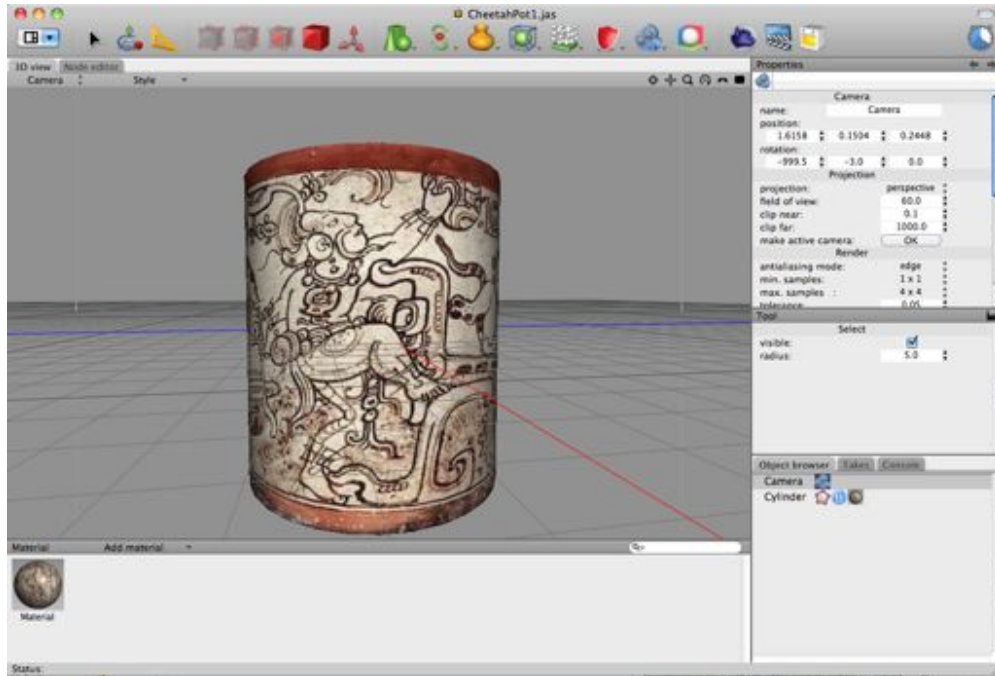 CheetahPot1.jas
3D view Node editor
Camera Style
Properties
Camera
name: Camera
position:
1.6158 0.1504 0.2448
rotation:
-999.5 -3.0 0.0
Projection
projection: perspective
field of view: 60.0
clip near: 0.1
clip far: 1000.0
make active camera: OK
Render
antialiasing mode: edge
min. samples: 1 x 1
max. samples : 4 x 4
tolerance 0.05
Tool
Select
visible:
radius: 5.0
Object browser Takes Console
Camera
Cylinder
Material Add material
Material
Status: